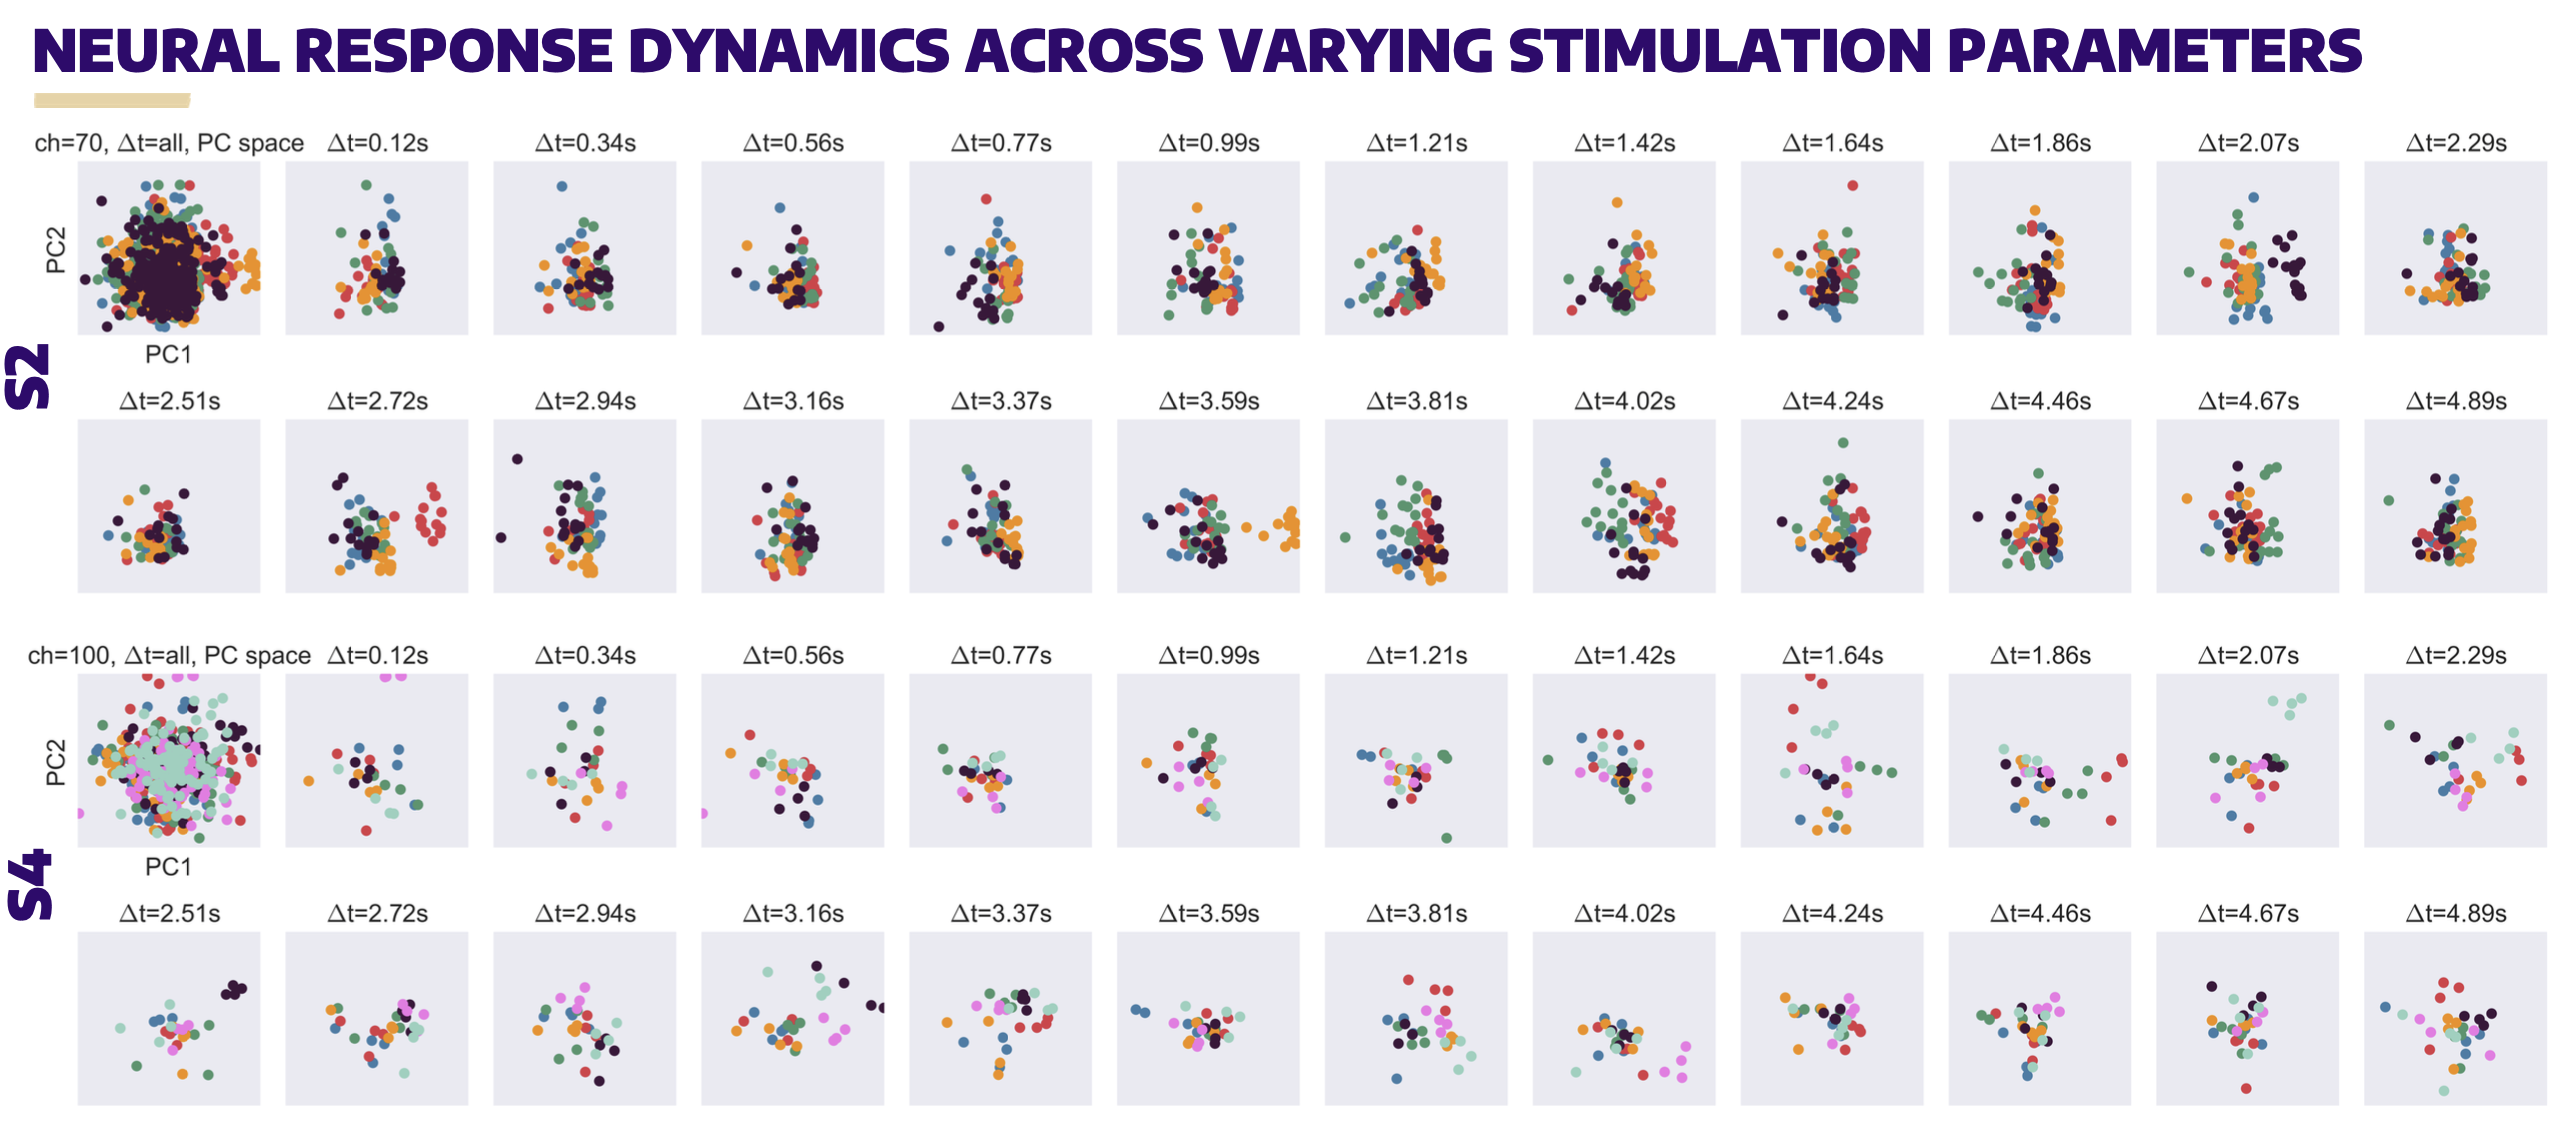 NEURAL RESPONSE DYNAMICS ACROSS VARYING STIMULATION PARAMETERS
ch=70, Δt=all, PC space Δt=0.12s Δt=0.34s Δt=0.56s Δt=0.77s Δt=0.99s Δt=1.21s Δt=1.42s Δt=1.64s Δt=1.86s Δt=2.07s Δt=2.29s
PC2
PC1
S2
Δt=2.51s Δt=2.72s Δt=2.94s Δt=3.16s Δt=3.37s Δt=3.59s Δt=3.81s Δt=4.02s Δt=4.24s Δt=4.46s Δt=4.67s Δt=4.89s
ch=100, Δt=all, PC space Δt=0.12s Δt=0.34s Δt=0.56s Δt=0.77s Δt=0.99s Δt=1.21s Δt=1.42s Δt=1.64s Δt=1.86s Δt=2.07s Δt=2.29s
PC2
PC1
S4
Δt=2.51s Δt=2.72s Δt=2.94s Δt=3.16s Δt=3.37s Δt=3.59s Δt=3.81s Δt=4.02s Δt=4.24s Δt=4.46s Δt=4.67s Δt=4.89s